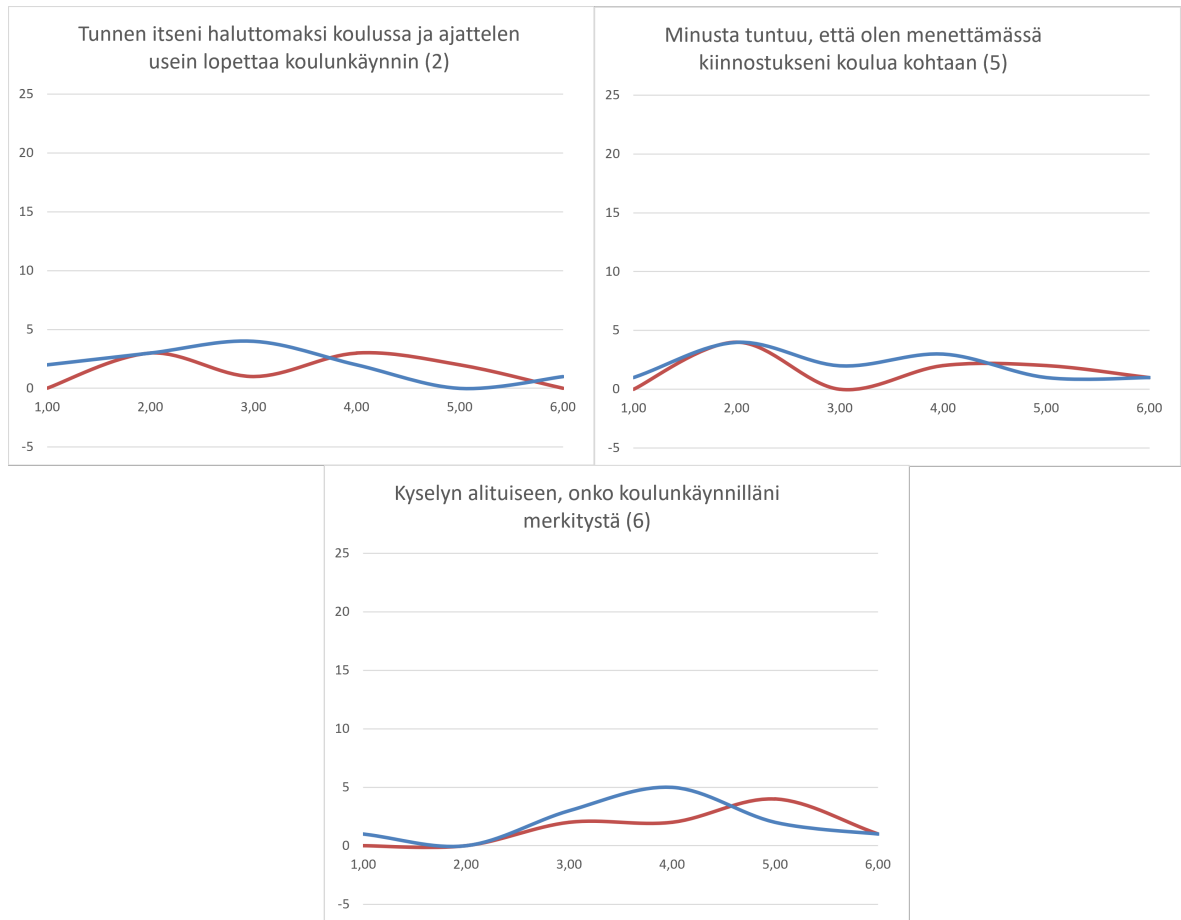 Tunnen itseni haluttomaksi koulussa ja ajattelen
usein lopettaa koulunkäynnin (2)
25
20
15
10
5
0
1,00 2,00 3,00 4,00 5,00 6,00
-5
Minusta tuntuu, että olen menettämässä
kiinnostukseni koulua kohtaan (5)
25
20
15
10
5
0
1,00 2,00 3,00 4,00 5,00 6,00
-5
Kyselyn alituiseen, onko koulunkäynnilläni
merkitystä (6)
25
20
15
10
5
0
1,00 2,00 3,00 4,00 5,00 6,00
-5